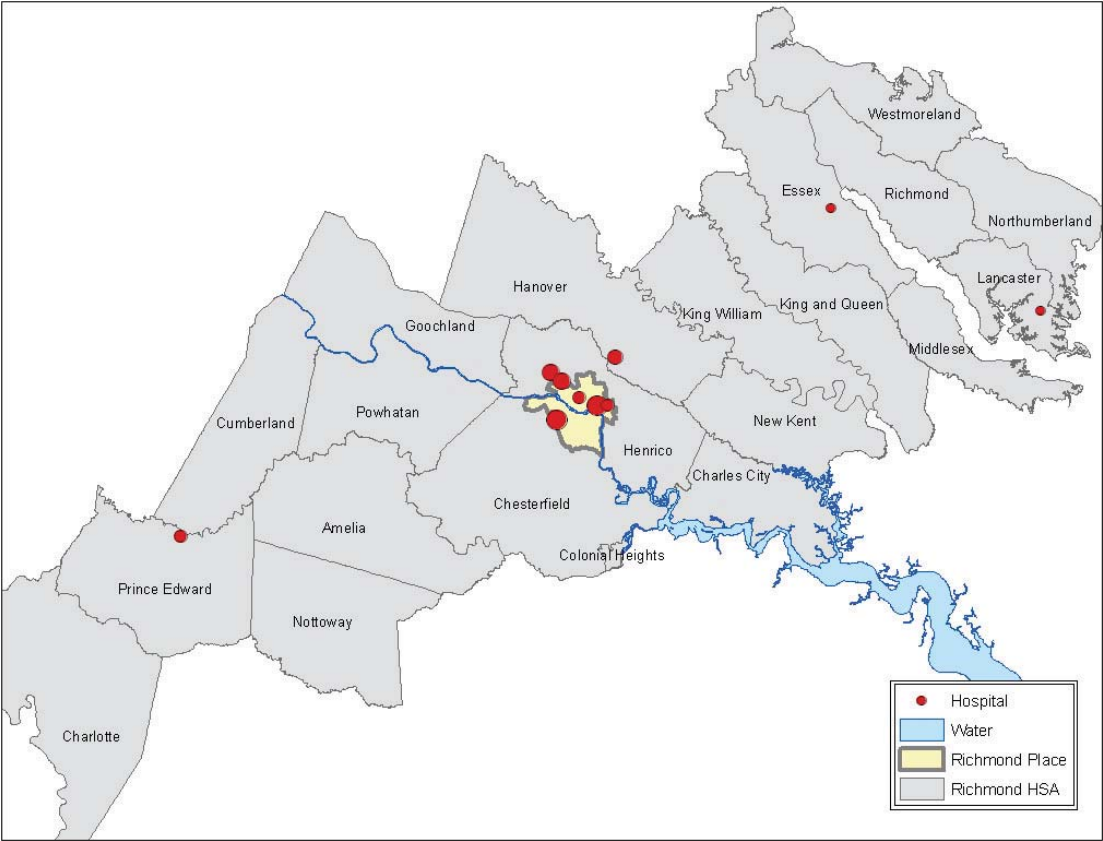 Westmoreland
Essex
Richmond
Northumberland
Lancaster
Hanover
King and Queen
King William
Goochland
Middlesex
Powhatan
Cumberland
New Kent
Henrico
Charles City
Chesterfield
Amelia
Colonial Heights
Prince Edward
Nottoway
Charlotte
Hospital
Water
Richmond Place
Richmond HSA